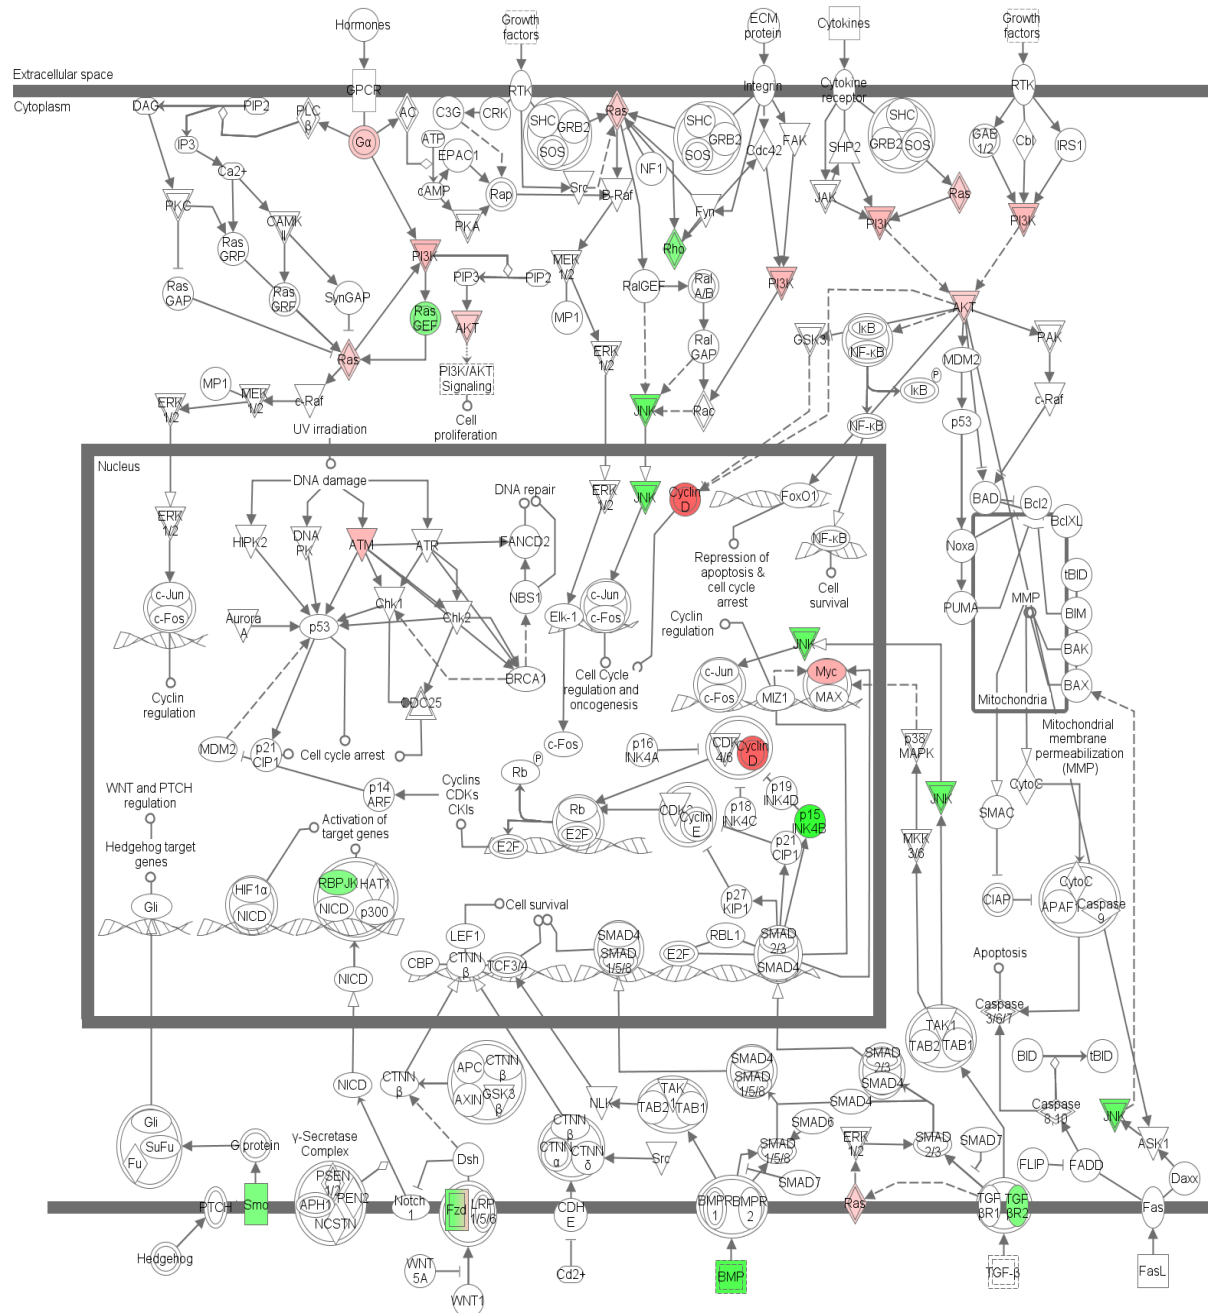 Hormones
Growth
factors
ECM
protein
Cytokines
Growth
factors
Extracellular space
Cytoplasm
GPCR
RTK
Integrin
Cytokine
receptor
RTK
DAG
PIP2
PLC
β
AC
C3G
CRK
SHC
GRB2
SOS
Ras
SHC
GRB2
SOS
Cdc42
FAK
SHP2
SHC
GRB2
SOS
GAB
1/2
Cbl
IRS1
IP3
Gα
ATP
EPAC1
cAMP
Rap
Src
B-Raf
NF1
Fyn
JAK
Ras
Ca2+
PKC
CAMK
II
PKA
PI3K
PI3K
Ras
GRP
PI3K
MEK
1/2
Rho
Ras
GAP
Ras
GRF
SynGAP
Ras
GEF
PIP3
PIP2
AKT
MP1
RalGEF
Ral
A/B
PI3K
AKT
GSK3
IκB
NF-κB
PAK
MDM2
Ras
PI3K/AKT
Signaling
ERK
1/2
Ral
GAP
P
IκB
MP1
MEK
1/2
c-Raf
ERK
1/2
Cell
proliferation
JNK
Rac
NF-κB
p53
c-Raf
UV irradiation
Nucleus
DNA damage
DNA repair
ERK
1/2
JNK
Cyclin
D
FoxO1
BAD
Bcl2
BclXL
ERK
1/2
HIPK2
DNA
PK
ATM
ATR
FANCD2
NF-κB
Noxa
Repression of
apoptosis &
cell cycle
arrest
Cell
survival
tBID
c-Jun
c-Fos
Chk1
Chk2
NBS1
c-Jun
c-Fos
PUMA
MMP
BIM
Aurora
A
p53
Elk-1
Cyclin
regulation
JNK
BAK
BRCA1
Cell Cycle
regulation and
oncogenesis
c-Jun
c-Fos
Myc
MAX
MIZ1
BAX
Cyclin
regulation
CDC25
Mitochondria
MDM2
p21
CIP1
Cell cycle arrest
c-Fos
p16
INK4A
CDK
4/6
Cyclin
D
p38
MAPK
Mitochondrial
membrane
permeabilization
(MMP)
P
Rb
p14
ARF
Cyclins
CDKs
CKIs
p19
INK4D
JNK
CytoC
WNT and PTCH
regulation
Rb
E2F
E2F
CDK2
Cyclin
E
p18
INK4C
p15
INK4B
SMAC
Activation of
target genes
p21
CIP1
MKK
3/6
Hedgehog target
genes
RBPJK
HAT1
NICD
p300
HIF1α
NICD
p27
KIP1
CytoC
APAF1
Caspase
9
CIAP
Gli
Cell survival
LEF1
CBP
CTNN
β
TCF3/4
SMAD4
SMAD
1/5/8
RBL1
E2F
SMAD
2/3
SMAD4
Apoptosis
NICD
Caspase
3/6/7
TAK1
TAB2
TAB1
BID
tBID
NICD
CTNN
β
APC
CTNN
β
AXIN
GSK3
β
NLK
TAK
1
TAB2
TAB1
SMAD4
SMAD
1/5/8
SMAD
2/3
SMAD4
SMAD4
Caspase
8,10
JNK
Gli
SuFu
Fu
G protein
γ-Secretase
Complex
PSEN
1/2
PEN2
APH1
NCSTN
Dsh
CTNN
β
CTNN
α
CTNN
δ
Src
SMAD6
SMAD
1/5/8
SMAD7
ERK
1/2
SMAD
2/3
SMAD7
FLIP
FADD
ASK1
Daxx
PTCH
Smo
Notch
1
Fzd
LRP
1/5/6
CDH
E
BMPR
1
BMPR
2
Ras
TGF
βR1
TGF
βR2
Fas
Hedgehog
WNT
5A
WNT1
Cd2+
BMP
TGF-β
FasL